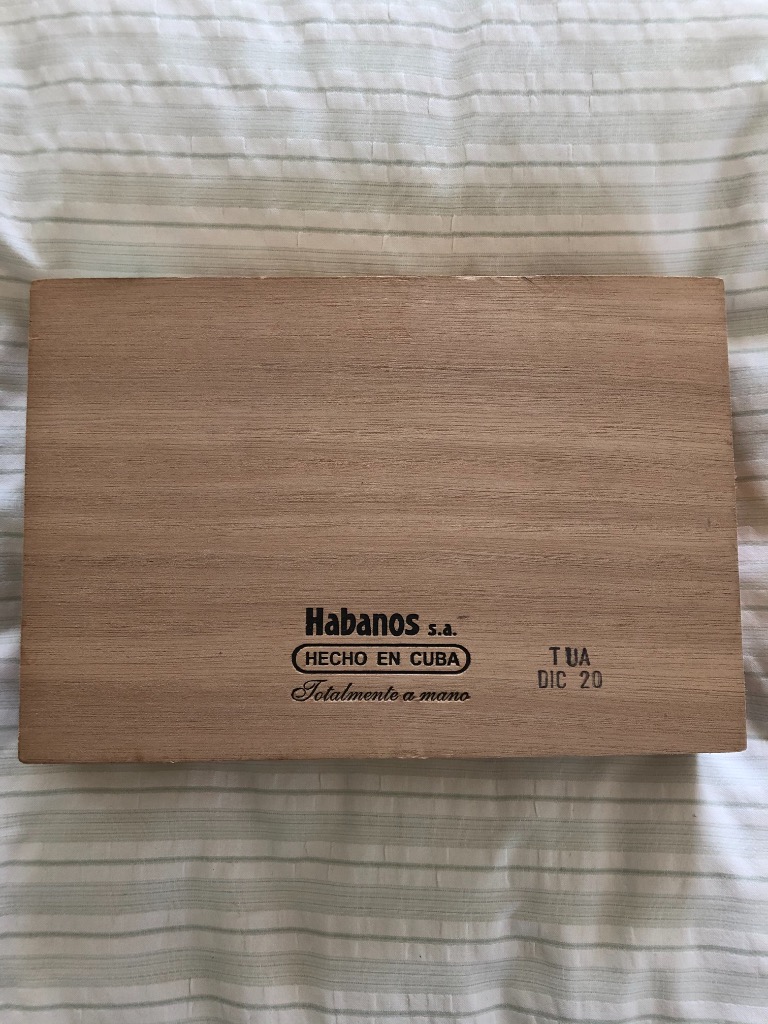 Habanos s.a.
HECHO EN CUBA
Totalmente a mano
TUA
DIC 20